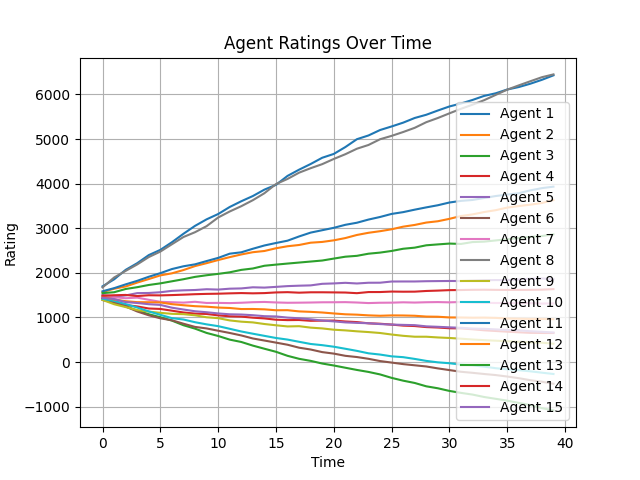 Agent Ratings Over Time
Rating
6000
5000
4000
3000
2000
1000
0
−1000
0
5
10
15
20
25
30
35
40
Time
Agent 1
Agent 2
Agent 3
Agent 4
Agent 5
Agent 6
Agent 7
Agent 8
Agent 9
Agent 10
Agent 11
Agent 12
Agent 13
Agent 14
Agent 15